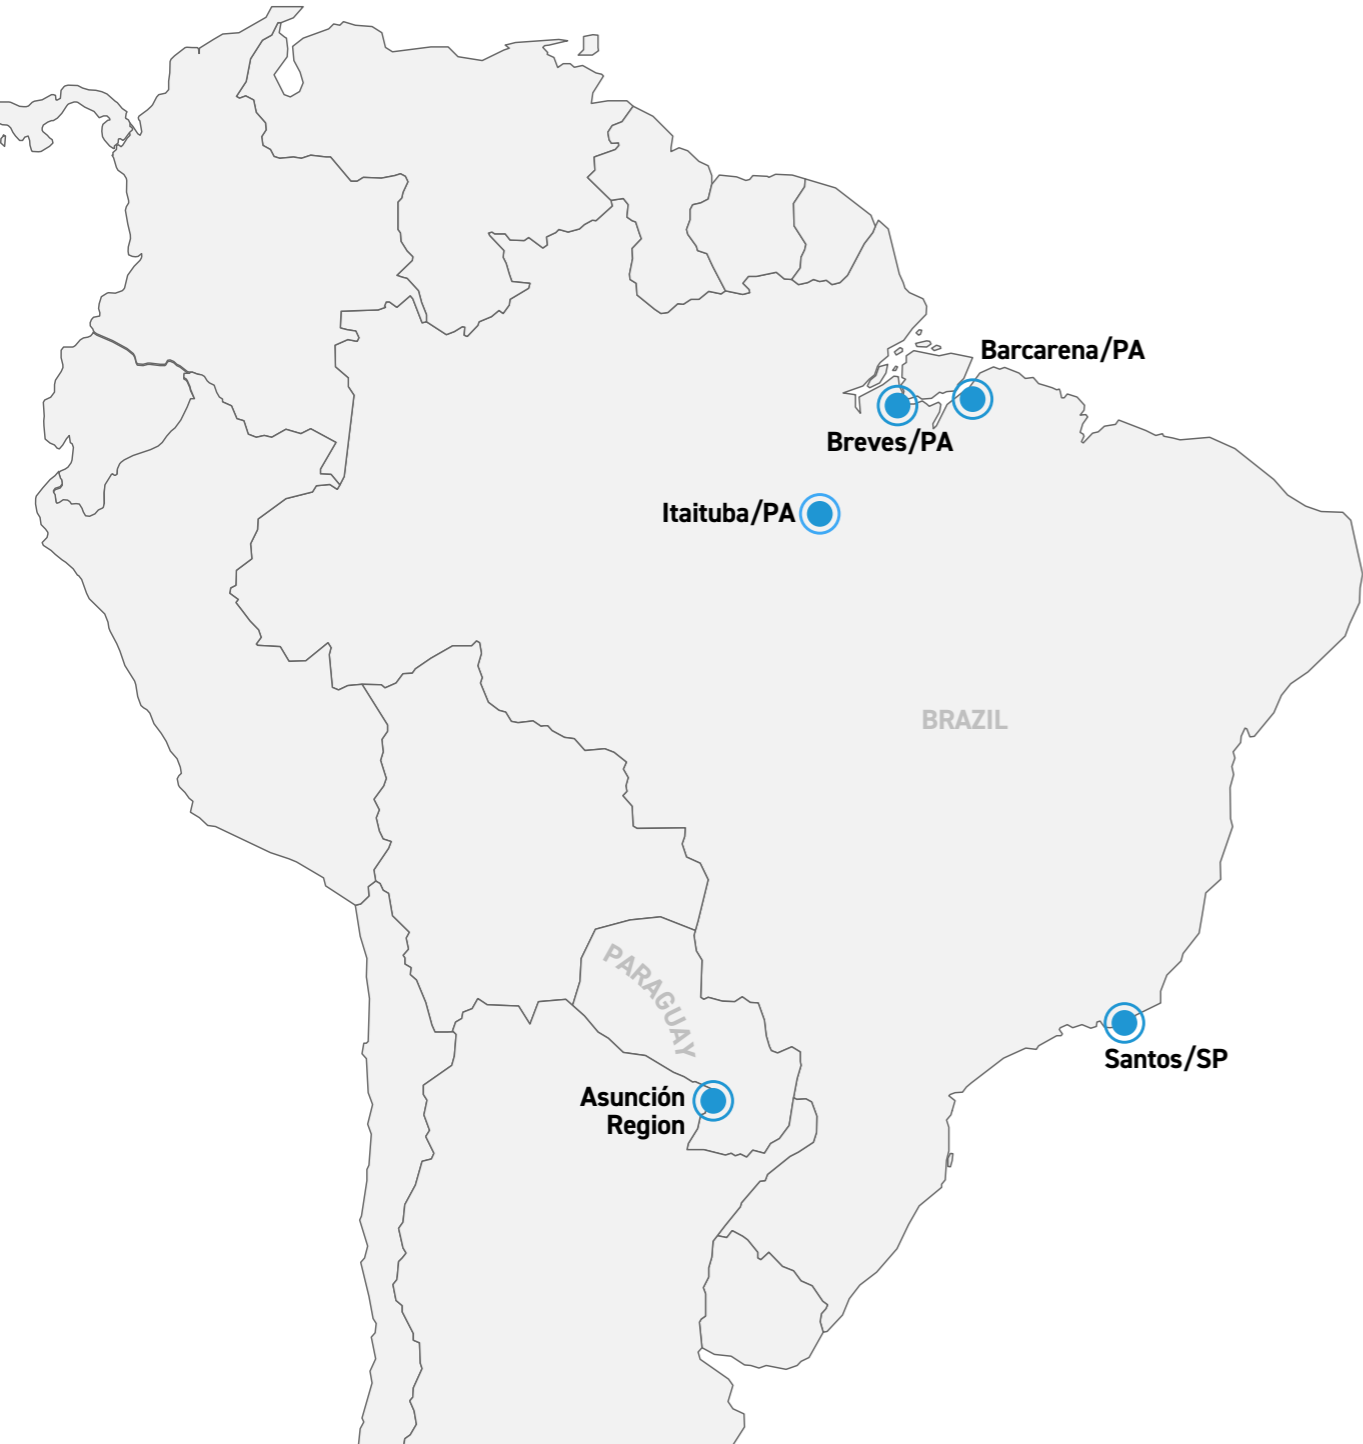 Barcarena/PA
Breves/PA
Itaituba/PA
BRAZIL
PARAGUAY
Santos/SP
Asunción
Region